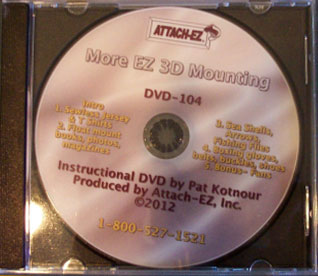 ATTACH-EZ
More EZ 3D Mounting
DVD-104
Intro
1. Sewless Jersey
& T Shirts
2. Float mount
books, photos,
magazines
3. Sea Shells,
Arrows,
Fishing Flies
4. Boxing gloves,
hats, buckles, shoes
5. Bonus- Fans
Instructional DVD by Pat Kotnour
Produced by Attach-EZ, Inc.
©2012
1-800-527-1521